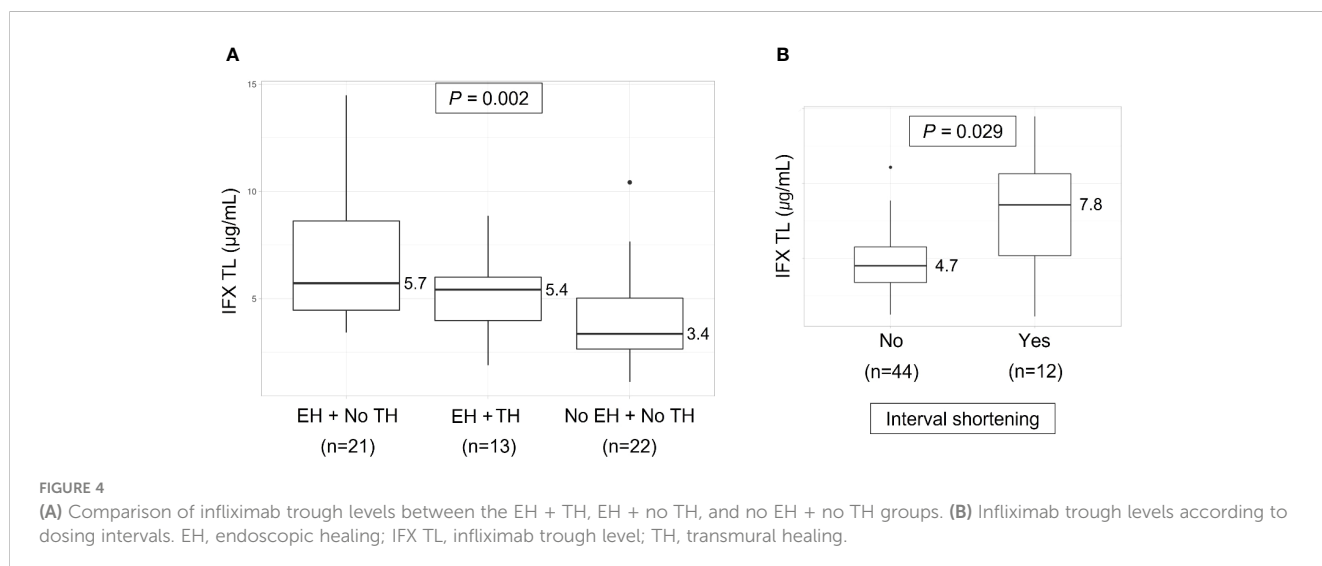 A
15
10
5
IFX TL (µg/mL)
P = 0.002
5.7
5.4
3.4
EH + No TH
EH + TH
No EH + No TH
(n=21)
(n=13)
(n=22)
B
IFX TL (µg/mL)
P = 0.029
4.7
7.8
No
Yes
(n=44)
(n=12)
Interval shortening
FIGURE 4
(A) Comparison of infliximab trough levels between the EH + TH, EH + no TH, and no EH + no TH groups. (B) Infliximab trough levels according to
dosing intervals. EH, endoscopic healing; IFX TL, infliximab trough level; TH, transmural healing.